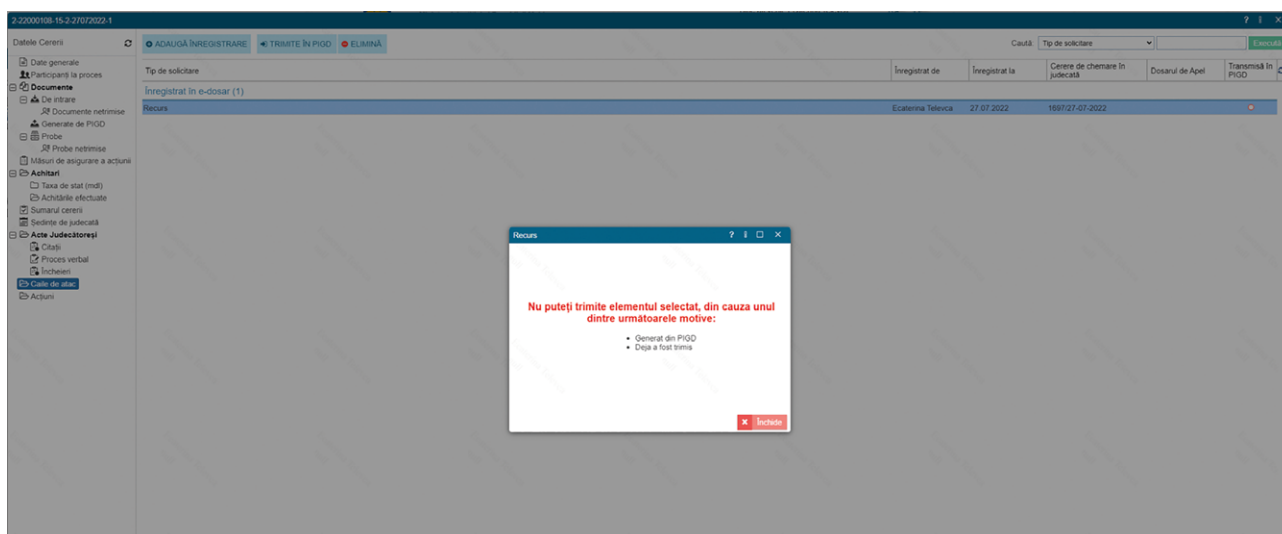 2-22000108-15-2-27072022-1
? i X
Datele Cererii
ADAUGĂ ÎNREGISTRARE
TRIMITE ÎN PIGD
ELIMINĂ
Caută:
Tip de solicitare
Execută
Date generale
Participanți la proces
Documente
De intrare
Documente netrimise
Generate de PIGD
Probe
Probe netrimise
Măsuri de asigurare a acțiunii
Achitari
Taxa de stat (mdl)
Achitările efectuate
Sumarul cererii
Ședințe de judecată
Acte Judecătorești
Citații
Proces verbal
Încheieri
Caile de atac
Acțiuni
Tip de solicitare
Înregistrat de
Înregistrat la
Cerere de chemare în
judecată
Dosarul de Apel
Transmisă în
PIGD
Înregistrat în e-dosar (1)
Recurs
Ecaterina Televca
27.07.2022
1697/27-07-2022
Recurs
? i X
Nu puteți trimite elementul selectat, din cauza unul
dintre următoarele motive:
Generat din PIGD
Deja a fost trimis
Închide